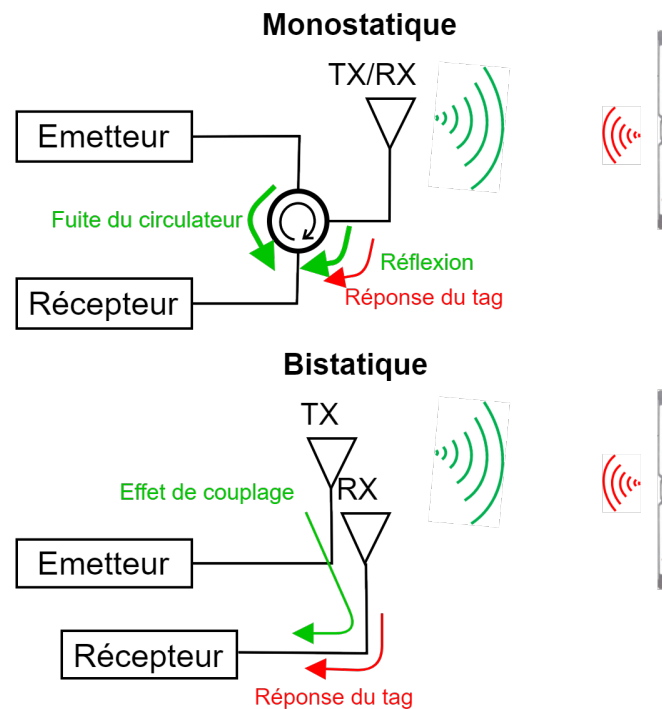 Monostatique
TX/RX
Emetteur
Fuite du circulateur
Réflexion
Récepteur
Réponse du tag
Bistatique
TX
RX
Effet de couplage
Emetteur
Récepteur
Réponse du tag